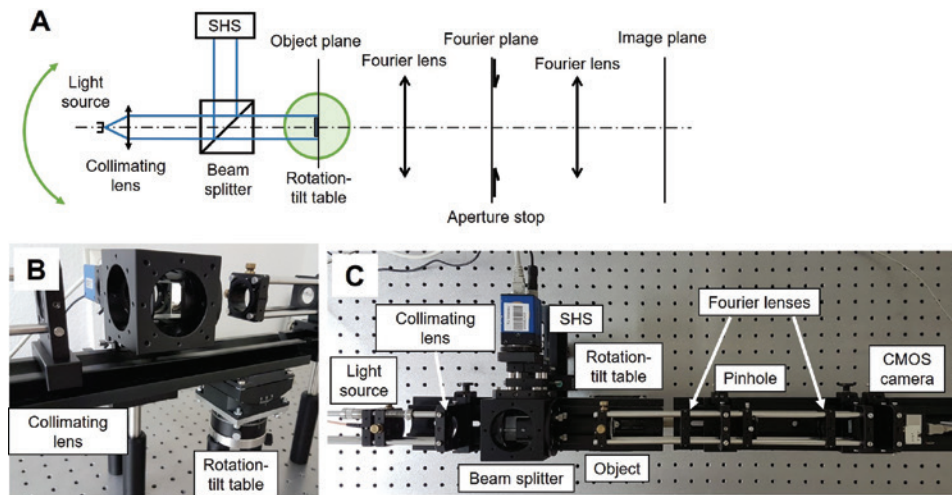 A
SHS
Object plane
Fourier plane
Image plane
Fourier lens
Fourier lens
Light
source
Collimating
lens
Beam
splitter
Rotation-
tilt table
Aperture stop
B
Collimating
lens
Rotation-
tilt table
C
Fourier lenses
Collimating
lens
SHS
Light
source
Rotation-
tilt table
Pinhole
CMOS
camera
Beam splitter
Object